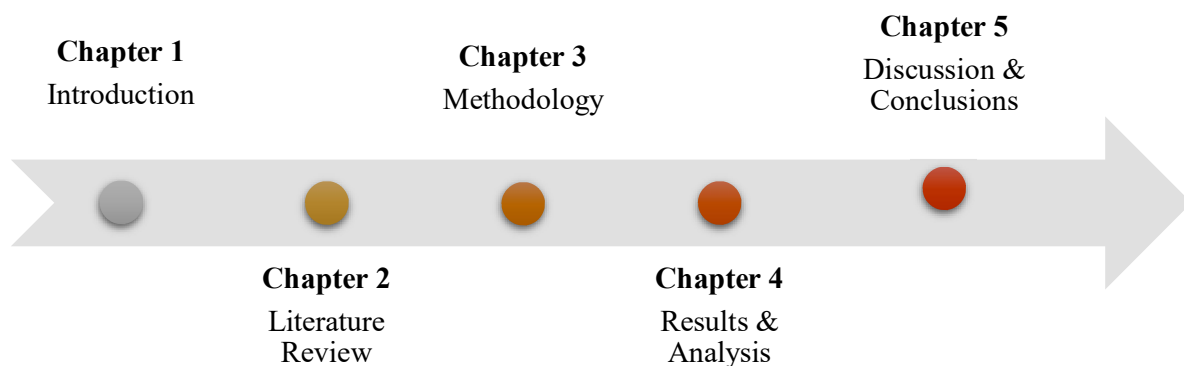 Chapter 1
Introduction
Chapter 2
Literature
Review
Chapter 3
Methodology
Chapter 4
Results &
Analysis
Chapter 5
Discussion &
Conclusions